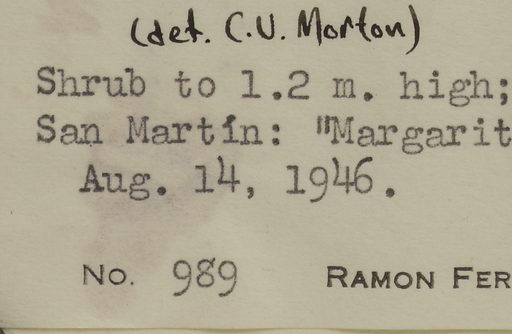 (det. C.V. Morton)
Shrub to 1.2 m. high;
San Martín: "Margarit
Aug. 14, 1946.
No. 989 RAMON FER